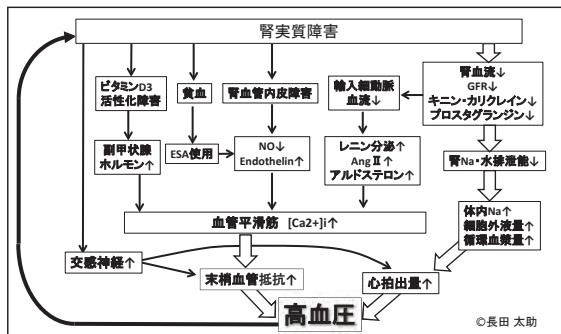 腎実質障害
ビタミンD3
活性化障害
貧血
腎血管内皮障害
輸入細動脈
血流↓
腎血流↓
GFR↓
キニン・カリクレイン↓
プロスタグランジン↓
副甲状腺
ホルモン↑
ESA使用
NO↓
Endothelin↑
レニン分泌↑
AngⅡ↑
アルドステロン↑
腎Na・水排泄能↓
血管平滑筋 [Ca2+]i↑
体内Na↑
細胞外液量↑
循環血漿量↑
交感神経↑
末梢血管抵抗↑
心拍出量↑
高血圧
©長田 太助